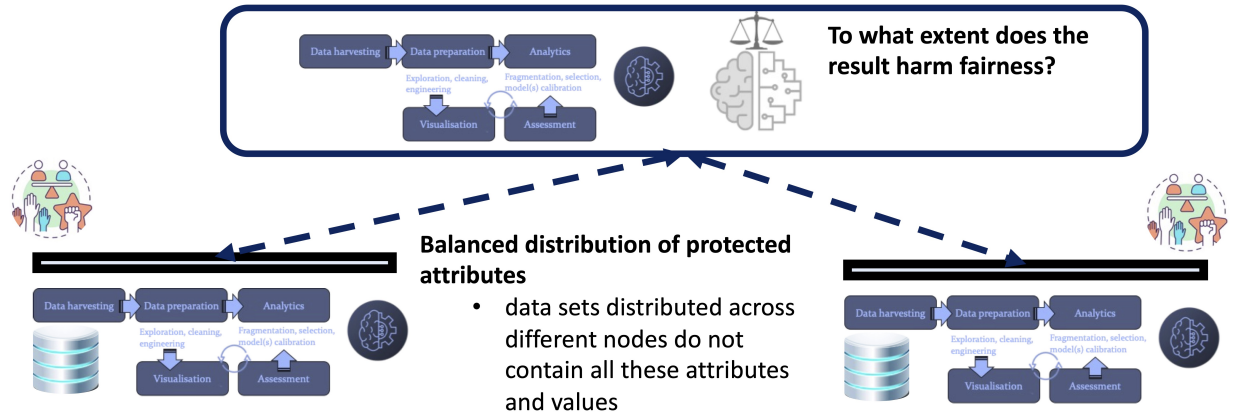 To what extent does the
result harm fairness?
Data harvesting
Data preparation
Analytics
Exploration, cleaning,
engineering
Fragmentation, selection,
model(s) calibration
Visualisation
Assessment
Balanced distribution of protected
attributes
• data sets distributed across
different nodes do not
contain all these attributes
and values
Data harvesting
Data preparation
Analytics
Exploration, cleaning,
engineering
Fragmentation, selection,
model(s) calibration
Visualisation
Assessment
Data harvesting
Data preparation
Analytics
Exploration, cleaning,
engineering
Fragmentation, selection,
model(s) calibration
Visualisation
Assessment